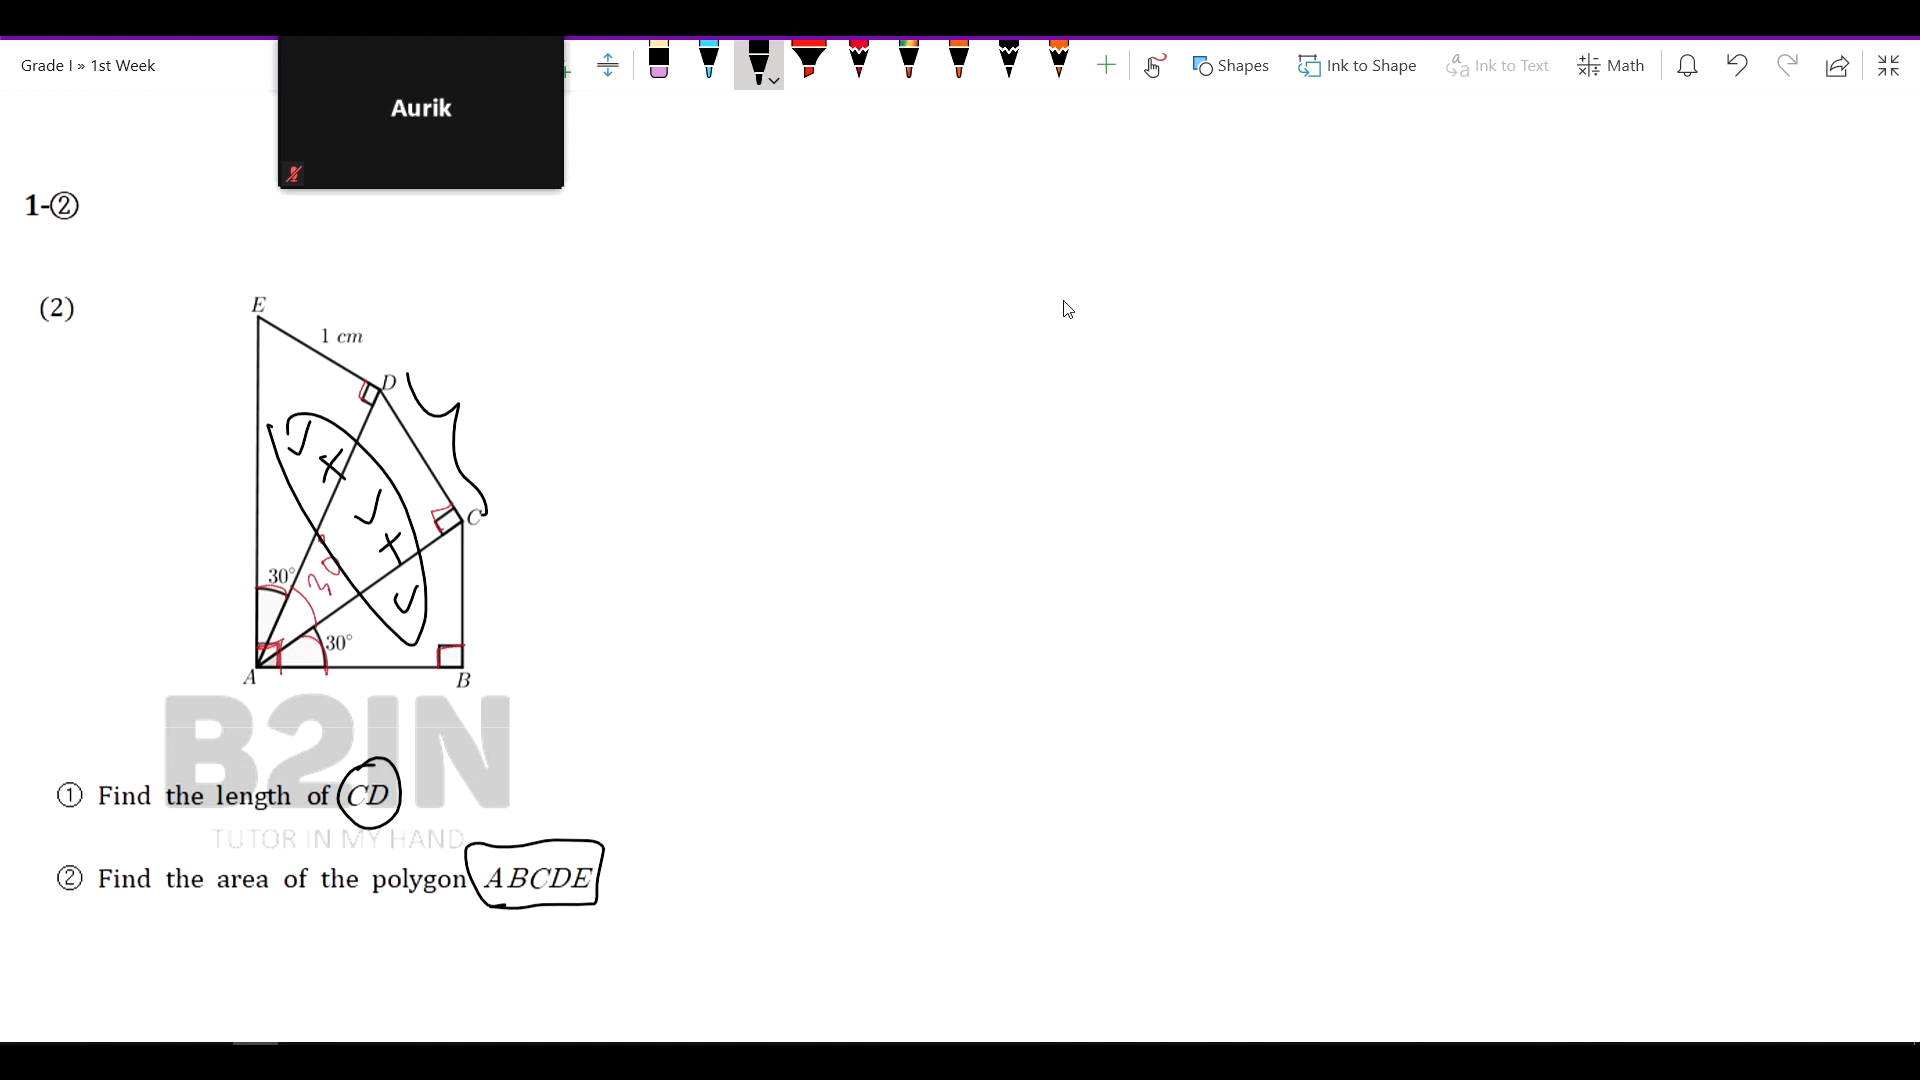 Grade I » 1st Week
Shapes
Ink to Shape
Ink to Text
Math
Aurik
1-②
(2)
E
1 cm
D
C
30°
30
30°
A
B
B2IN
TUTOR IN MY HAND
① Find the length of CD
② Find the area of the polygon ABCDE